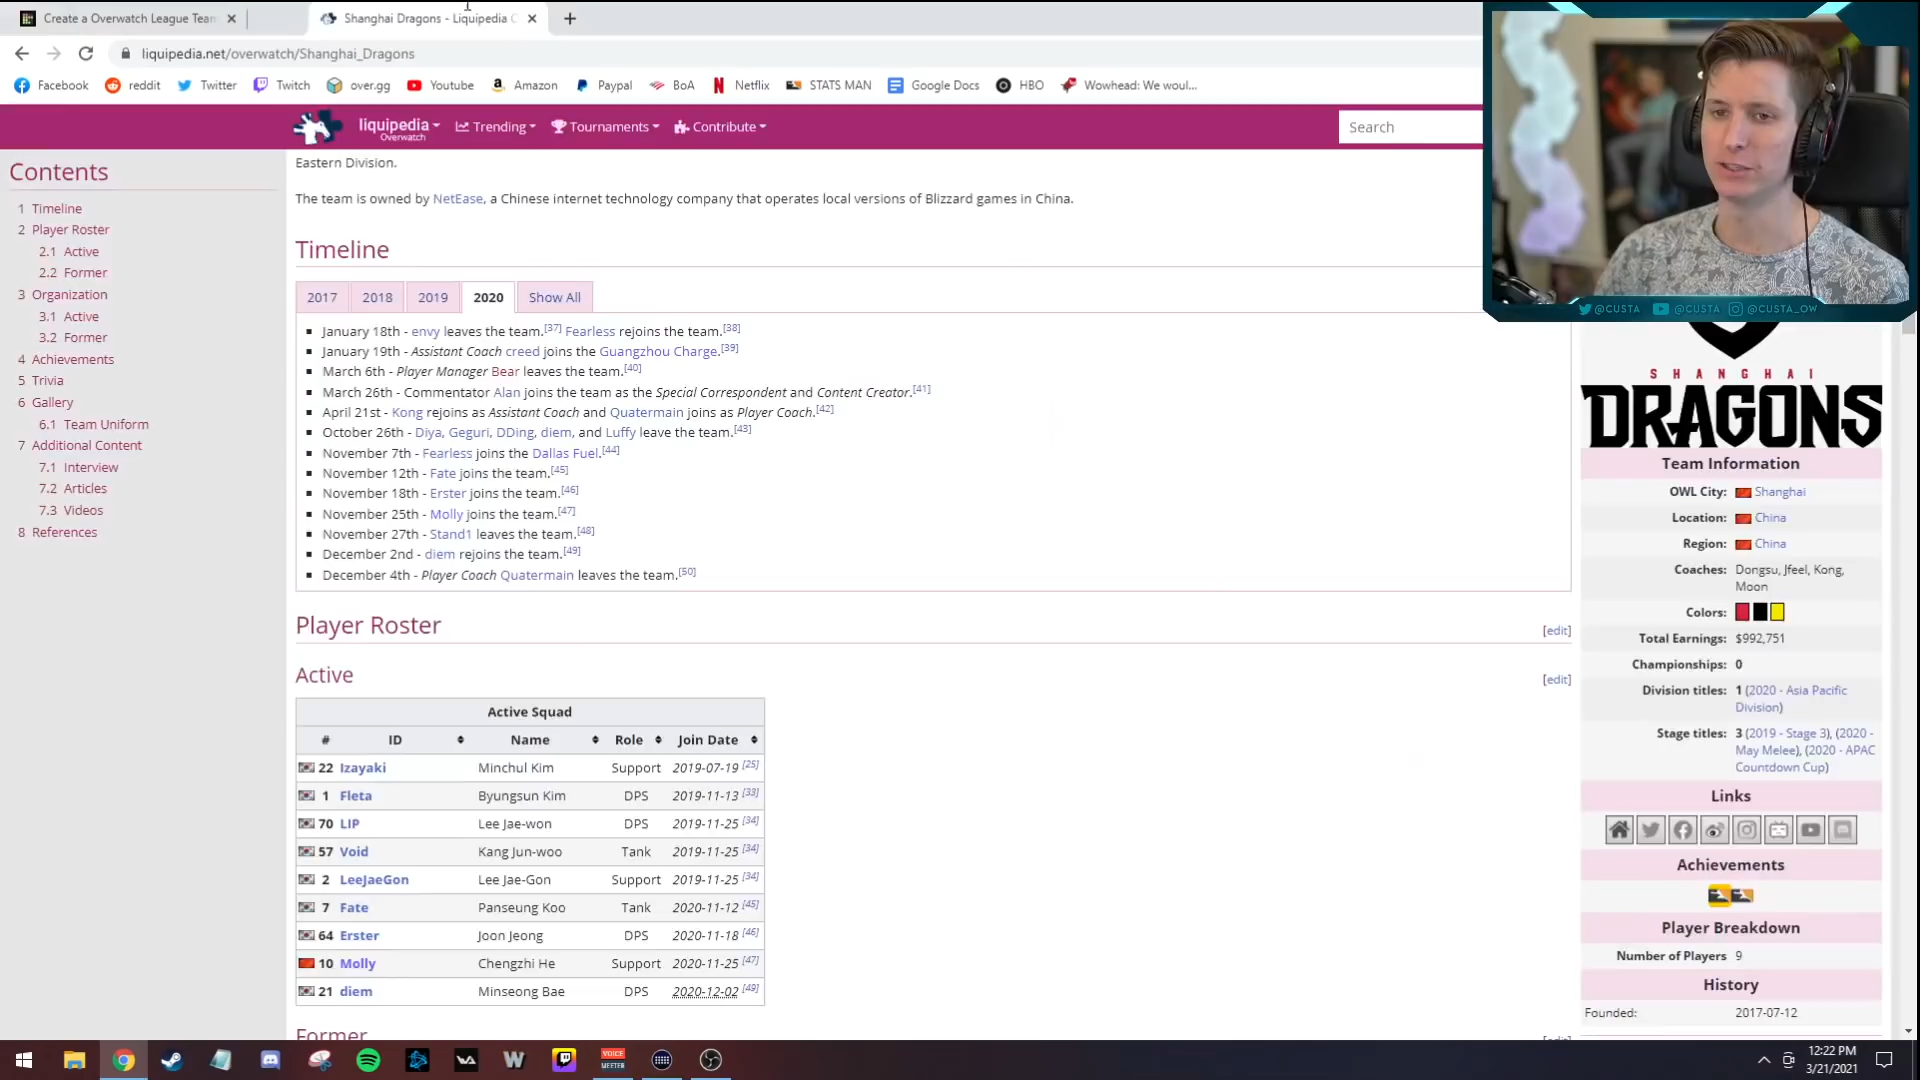 Create a Overwatch League Team
Shanghai Dragons - Liquipedia
liquipedia.net/overwatch/Shanghai_Dragons
Facebook reddit Twitter Twitch over.gg Youtube Amazon Paypal BoA Netflix STATS MAN Google Docs HBO Wowhead: We woul...
liquipedia Overwatch Trending Tournaments Contribute Search
Contents
1 Timeline
2 Player Roster
2.1 Active
2.2 Former
3 Organization
3.1 Active
3.2 Former
4 Achievements
5 Trivia
6 Gallery
6.1 Team Uniform
7 Additional Content
7.1 Interview
7.2 Articles
7.3 Videos
8 References
Eastern Division.
The team is owned by NetEase, a Chinese internet technology company that operates local versions of Blizzard games in China.
Timeline
2017 2018 2019 2020 Show All
January 18th - envy leaves the team.[37] Fearless rejoins the team.[38]
January 19th - Assistant Coach creed joins the Guangzhou Charge.[39]
March 6th - Player Manager Bear leaves the team.[40]
March 26th - Commentator Alan joins the team as the Special Correspondent and Content Creator.[41]
April 21st - Kong rejoins as Assistant Coach and Quatermain joins as Player Coach.[42]
October 26th - Diya, Geguri, DDing, diem, and Luffy leave the team.[43]
November 7th - Fearless joins the Dallas Fuel.[44]
November 12th - Fate joins the team.[45]
November 18th - Erster joins the team.[46]
November 25th - Molly joins the team.[47]
November 27th - Stand1 leaves the team.[48]
December 2nd - diem rejoins the team.[49]
December 4th - Player Coach Quatermain leaves the team.[50]
Player Roster
[edit]
Active
[edit]
Active Squad
# ID Name Role Join Date
22 Izayaki Minchul Kim Support 2019-07-19 [25]
1 Fleta Byungsun Kim DPS 2019-11-13 [33]
70 LIP Lee Jae-won DPS 2019-11-25 [34]
57 Void Kang Jun-woo Tank 2019-11-25 [34]
2 LeeJaeGon Lee Jae-Gon Support 2019-11-25 [34]
7 Fate Panseung Koo Tank 2020-11-12 [45]
64 Erster Joon Jeong DPS 2020-11-18 [46]
10 Molly Chengzhi He Support 2020-11-25 [47]
21 diem Minseong Bae DPS 2020-12-02 [49]
Former
@CUSTA @CUSTA @CUSTA_OW
SHANGHAI
DRAGONS
Team Information
OWL City: Shanghai
Location: China
Region: China
Coaches: Dongsu, Jfeel, Kong,
Moon
Colors:
Total Earnings: $992,751
Championships: 0
Division titles: 1 (2020 - Asia Pacific
Division)
Stage titles: 3 (2019 - Stage 3), (2020 -
May Melee), (2020 - APAC
Countdown Cup)
Links
Achievements
Player Breakdown
Number of Players 9
History
Founded: 2017-07-12
VOICE
MEETER
12:22 PM
3/21/2021